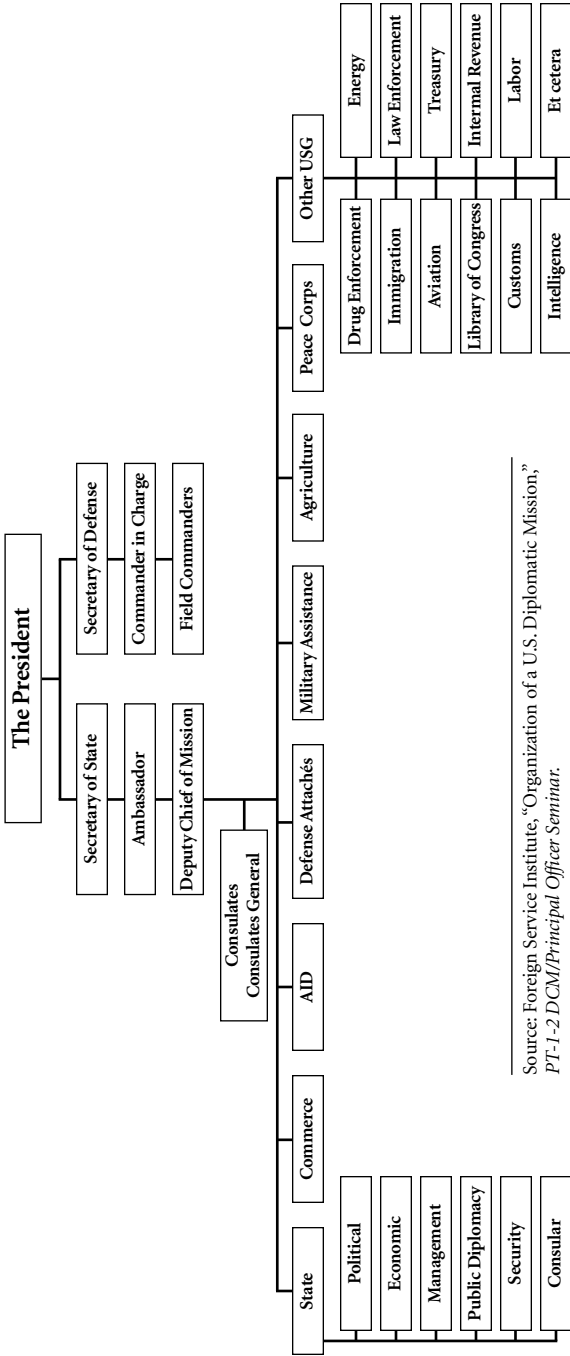 The President
Secretary of State
Secretary of Defense
Ambassador
Commander in Charge
Deputy Chief of Mission
Field Commanders
Consulates
Consulates General
State
Commerce
AID
Defense Attachés
Military Assistance
Agriculture
Peace Corps
Other USG
Political
Economic
Management
Public Diplomacy
Security
Consular
Drug Enforcement
Energy
Immigration
Law Enforcement
Aviation
Treasury
Library of Congress
Internal Revenue
Customs
Labor
Intelligence
Et cetera
Source: Foreign Service Institute, “Organization of a U.S. Diplomatic Mission,”
PT-1-2 DCM/Principal Officer Seminar.